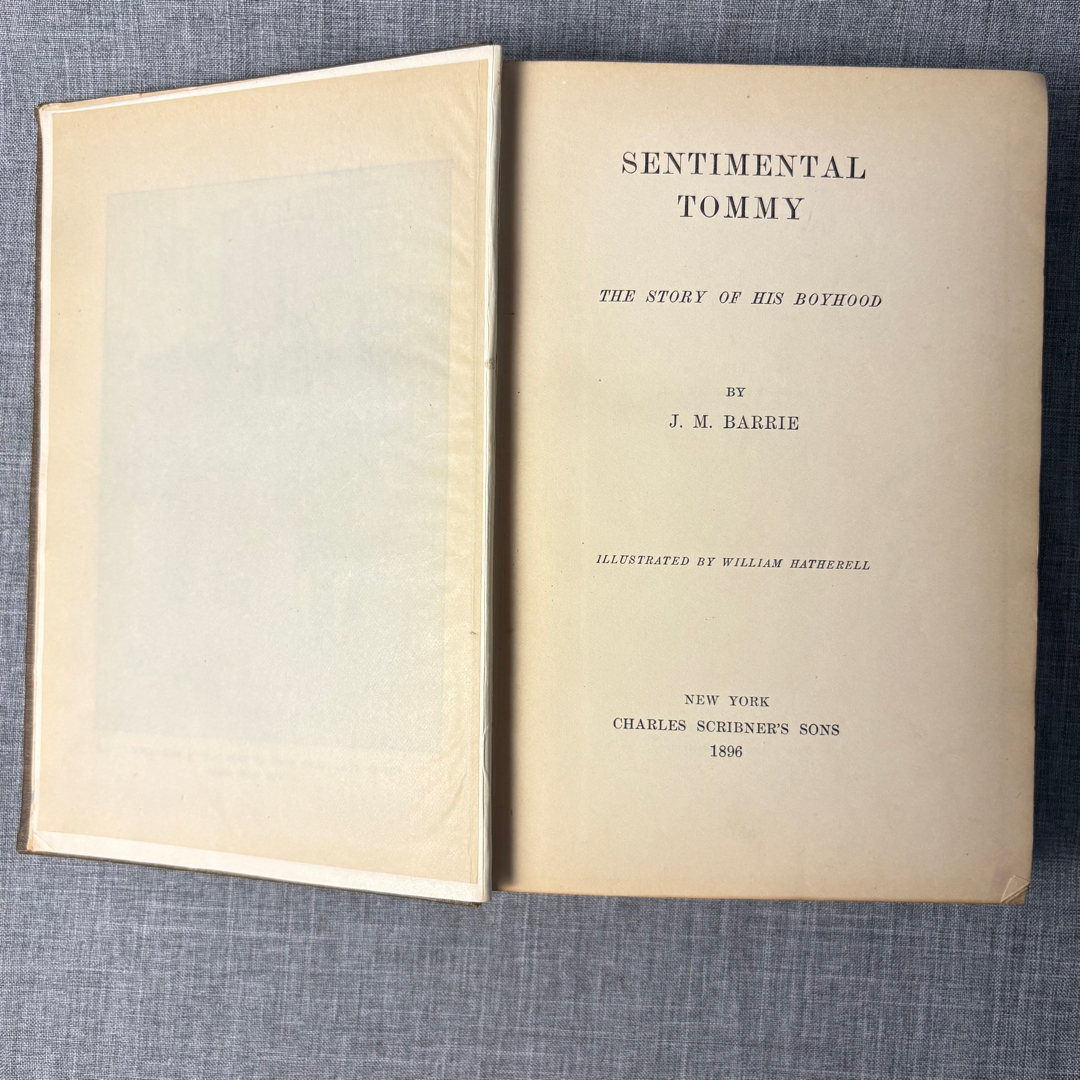 SENTIMENTAL
TOMMY
THE STORY OF HIS BOYHOOD
BY
J. M. BARRIE
ILLUSTRATED BY WILLIAM HATHERELL
NEW YORK
CHARLES SCRIBNER'S SONS
1896